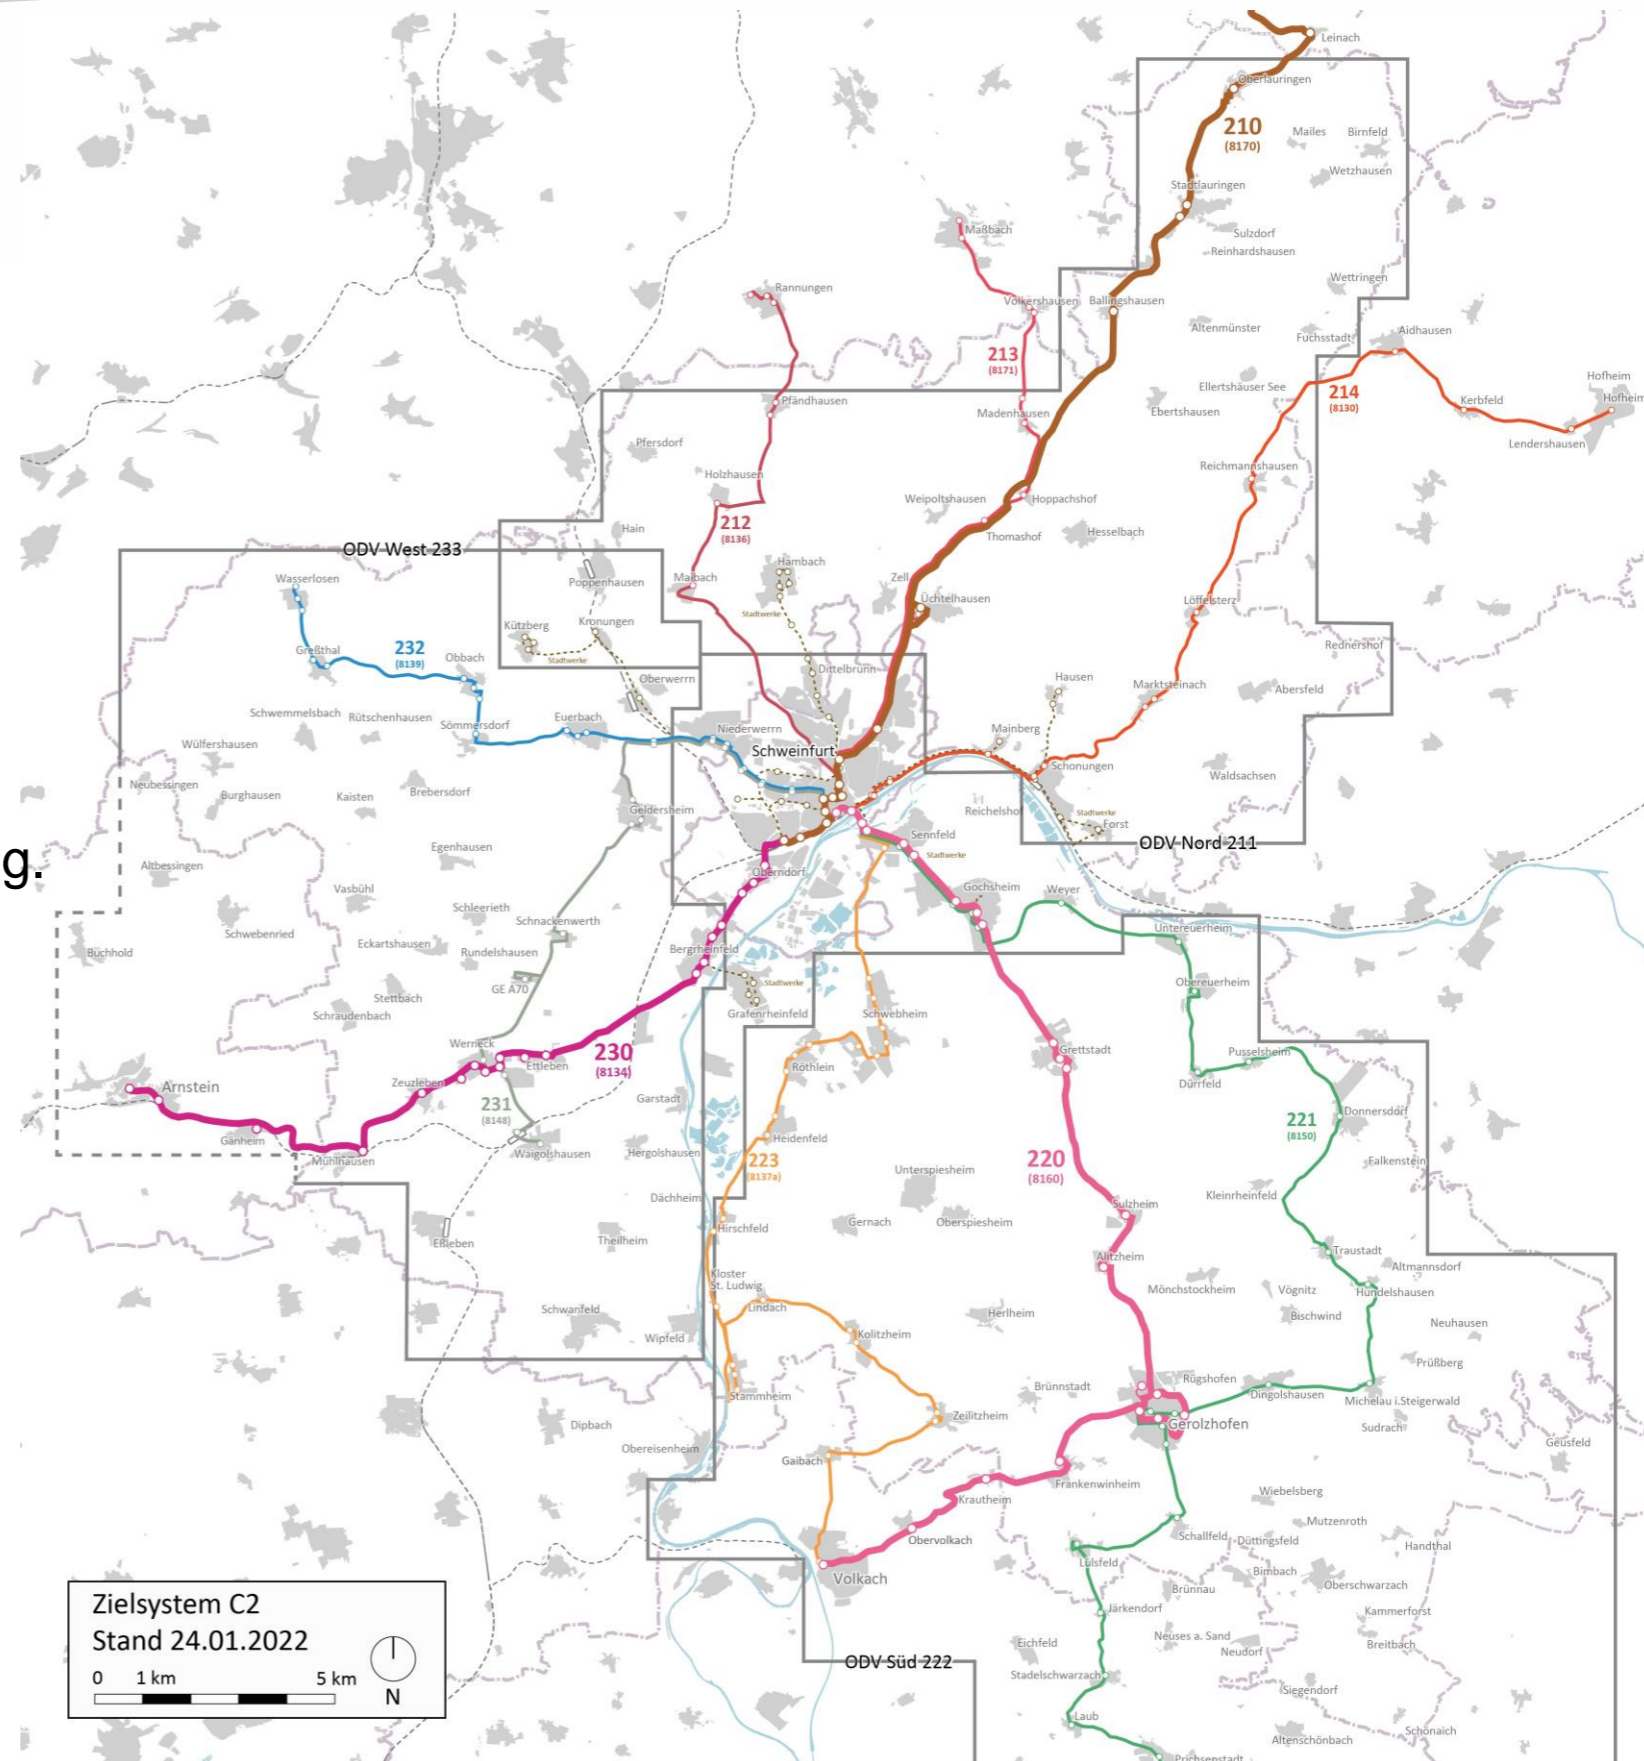 Leinach
Oberlauringen
210
(8170)
Mailes
Birnfeld
Wetzhausen
Stadtlauringen
Maßbach
Sulzdorf
Reinhardshausen
Rannungen
Volkershausen
Ballingshausen
Wettringen
Altenmünster
Fuchsstadt
Aidhausen
213
(8171)
Hofheim
Hofheim
Ellertshäuser See
214
(8130)
Kerbfeld
Pfändhausen
Madenhausen
Ebertshausen
Lendershausen
Pfersdorf
Holzhausen
Reichmannshausen
Weipoltshausen
Hoppachshof
212
(8136)
Hain
Thomashof
Hesselbach
ODV West 233
Wasserlosen
Poppenhausen
Maibach
Hambach
Zell
Üchtelhausen
Stadtwerke
Löffelsterz
Kützberg
Kronungen
Stadtwerke
232
(8139)
Greßthal
Obbach
Rednershof
Dittelbrunn
Oberwerrn
Hausen
Marktsteinach
Abersfeld
Schwemmelsbach
Rütschenhausen
Sömmersdorf
Euerbach
Niederwerrn
Mainberg
Wülfershausen
Schweinfurt
Schonungen
Waldsachsen
Neubessingen
Burghausen
Kaisten
Brebersdorf
Geldersheim
Reichelshof
Stadtwerke
Forst
ODV Nord 211
Sennfeld
Stadtwerke
Egenhausen
g.
Altbessingen
Oberndorf
Vasbühl
Gochsheim
Weyer
Schleerieth
Schnackenwerth
Schwebenried
Untereuerheim
Eckartshausen
Rundelshausen
Bergrheinfeld
Büchhold
GE A70
Stadtwerke
Obereuerheim
Stettbach
Schraudenbach
Grafenrheinfeld
Schwebheim
Werneck
230
(8134)
Ettleben
Grettstadt
Pusselsheim
Röthlein
Dürrfeld
Zeuzleben
Arnstein
Garstadt
231
(8148)
Donnersdorf
221
(8150)
Gänheim
Heidenfeld
Mühlhausen
Waigolshausen
Hergolshausen
223
(8137a)
Unterspiesheim
220
(8160)
Falkenstein
Dächheim
Kleinrheinfeld
Sulzheim
Hirschfeld
Gernach
Oberspiesheim
Eßleben
Theilheim
Alitzheim
Traustadt
Altmannsdorf
Kloster
St. Ludwig
Mönchstockheim
Vögnitz
Hundelshausen
Lindach
Schwanfeld
Herlheim
Bischwind
Neuhausen
Wipfeld
Kolitzheim
Prüßberg
Rügshofen
Brünnstadt
Stammheim
Dingolshausen
Michelau i.Steigerwald
Zeilitzheim
Gerolzhofen
Sudrach
Dipbach
Obereisenheim
Geusfeld
Gaibach
Frankenwinheim
Wiebelsberg
Krautheim
Mutzenroth
Obervolkach
Schallfeld
Düttingsfeld
Handthal
Lülsfeld
Volkach
Bimbach
Oberschwarzach
Brünnau
Järkendorf
Kammerforst
Zielsystem C2
Stand 24.01.2022
Neuses a. Sand
Eichfeld
Neudorf
Breitbach
0 1 km 5 km
N
ODV Süd 222
Stadelschwarzach
Siegendorf
Laub
Schönaich
Altenschönbach
Prichsenstadt